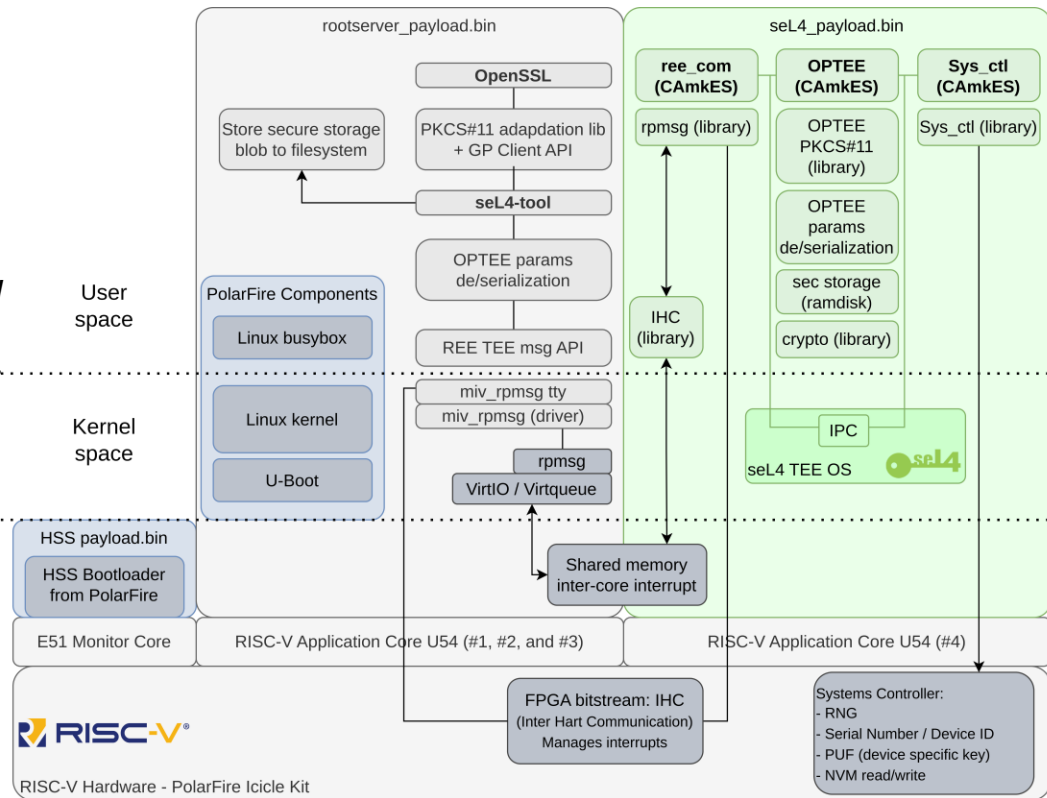 rootserver_payload.bin
seL4_payload.bin
OpenSSL
ree_com
(CAmkES)
OPTEE
(CAmkES)
Sys_ctl
(CAmkES)
Store secure storage
blob to filesystem
PKCS#11 adapdation lib
+ GP Client API
rpmsg (library)
OPTEE
PKCS#11
(library)
Sys_ctl (library)
seL4-tool
OPTEE params
de/serialization
OPTEE
params
de/serialization
User
space
PolarFire Components
Linux busybox
REE TEE msg API
IHC
(library)
sec storage
(ramdisk)
crypto (library)
Kernel
space
Linux kernel
U-Boot
miv_rpmsg tty
miv_rpmsg (driver)
rpmsg
VirtIO / Virtqueue
IPC
seL4 TEE OS
seL4
HSS payload.bin
HSS Bootloader
from PolarFire
Shared memory
inter-core interrupt
E51 Monitor Core
RISC-V Application Core U54 (#1, #2, and #3)
RISC-V Application Core U54 (#4)
FPGA bitstream: IHC
(Inter Hart Communication)
Manages interrupts
Systems Controller:
- RNG
- Serial Number / Device ID
- PUF (device specific key)
- NVM read/write
RISC-V®
RISC-V Hardware - PolarFire Icicle Kit